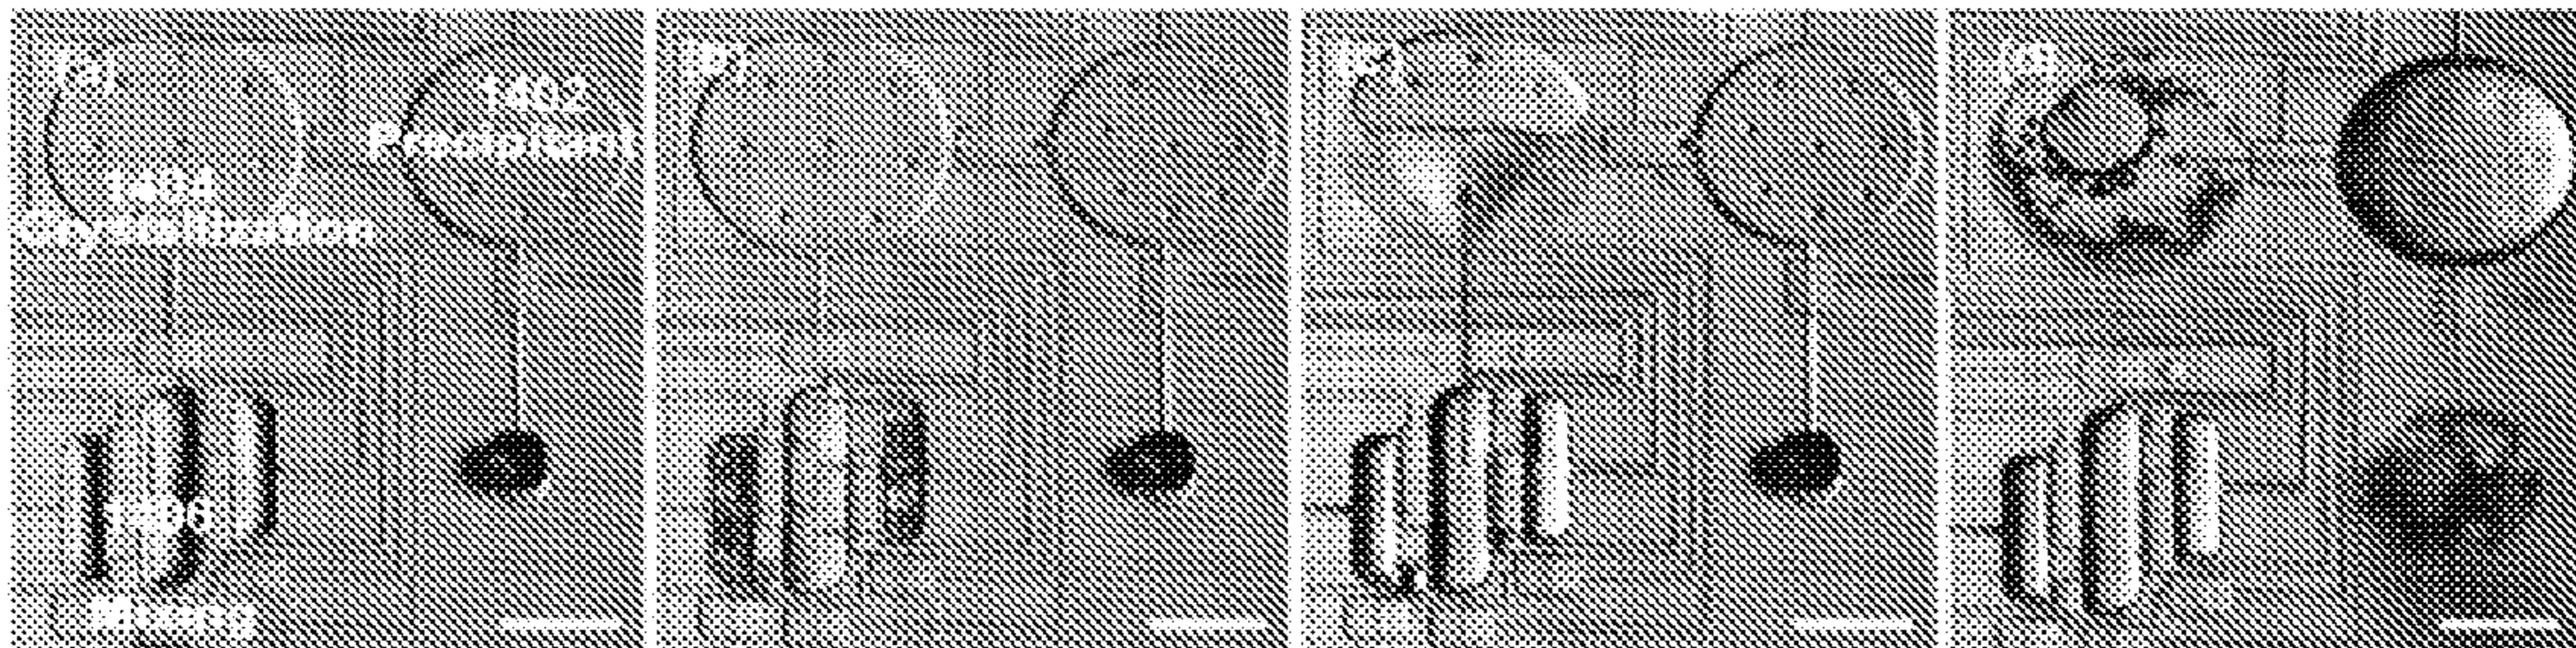 (a)
1402
Precipitant
1404
Crystallization
1406
Mixing
(b)
(c)
(d)